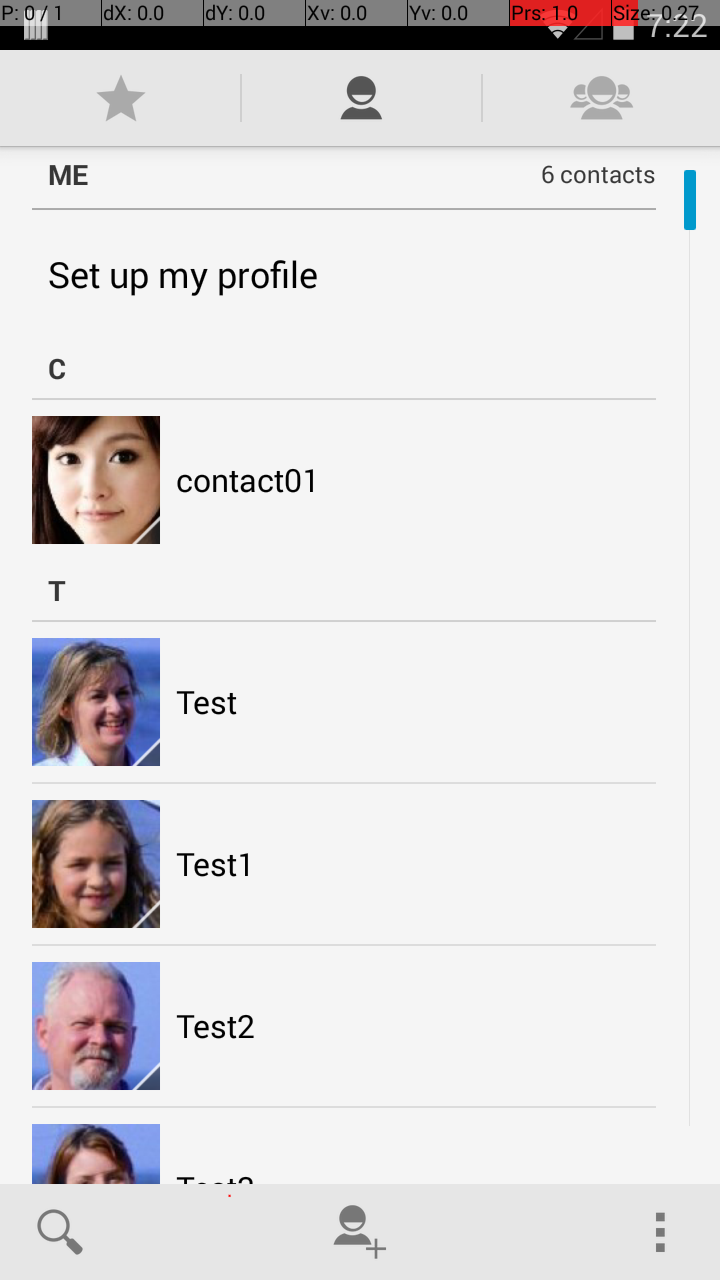 P: 0 / 1 dX: 0.0 dY: 0.0 Xv: 0.0 Yv: 0.0 Prs: 1.0 Size: 0.27
7:22
ME 6 contacts
Set up my profile
C
contact01
T
Test
Test1
Test2